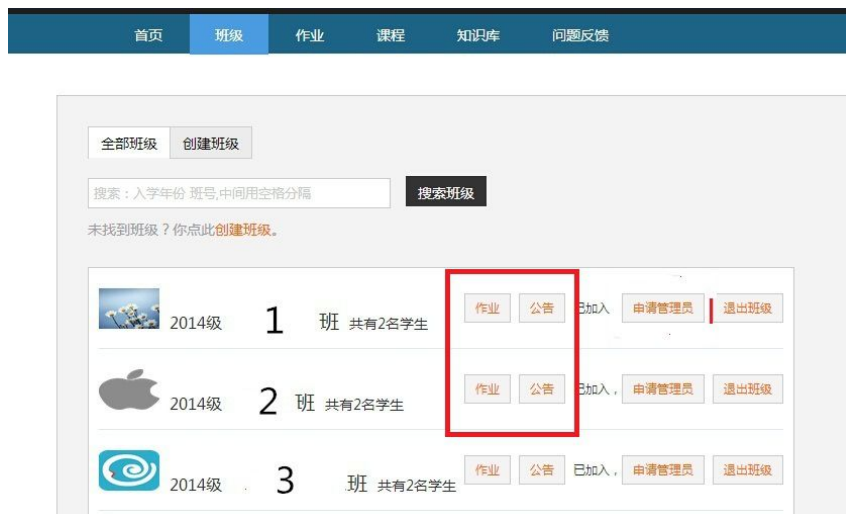 首页 班级 作业 课程 知识库 问题反馈
全部班级 创建班级
搜索：入学年份 班号,中间用空格分隔 搜索班级
未找到班级？你点此创建班级。
2014级 1 班 共有2名学生 作业 公告 已加入 申请管理员 退出班级
2014级 2 班 共有2名学生 作业 公告 已加入， 申请管理员 退出班级
2014级 3 班 共有2名学生 作业 公告 已加入， 申请管理员 退出班级